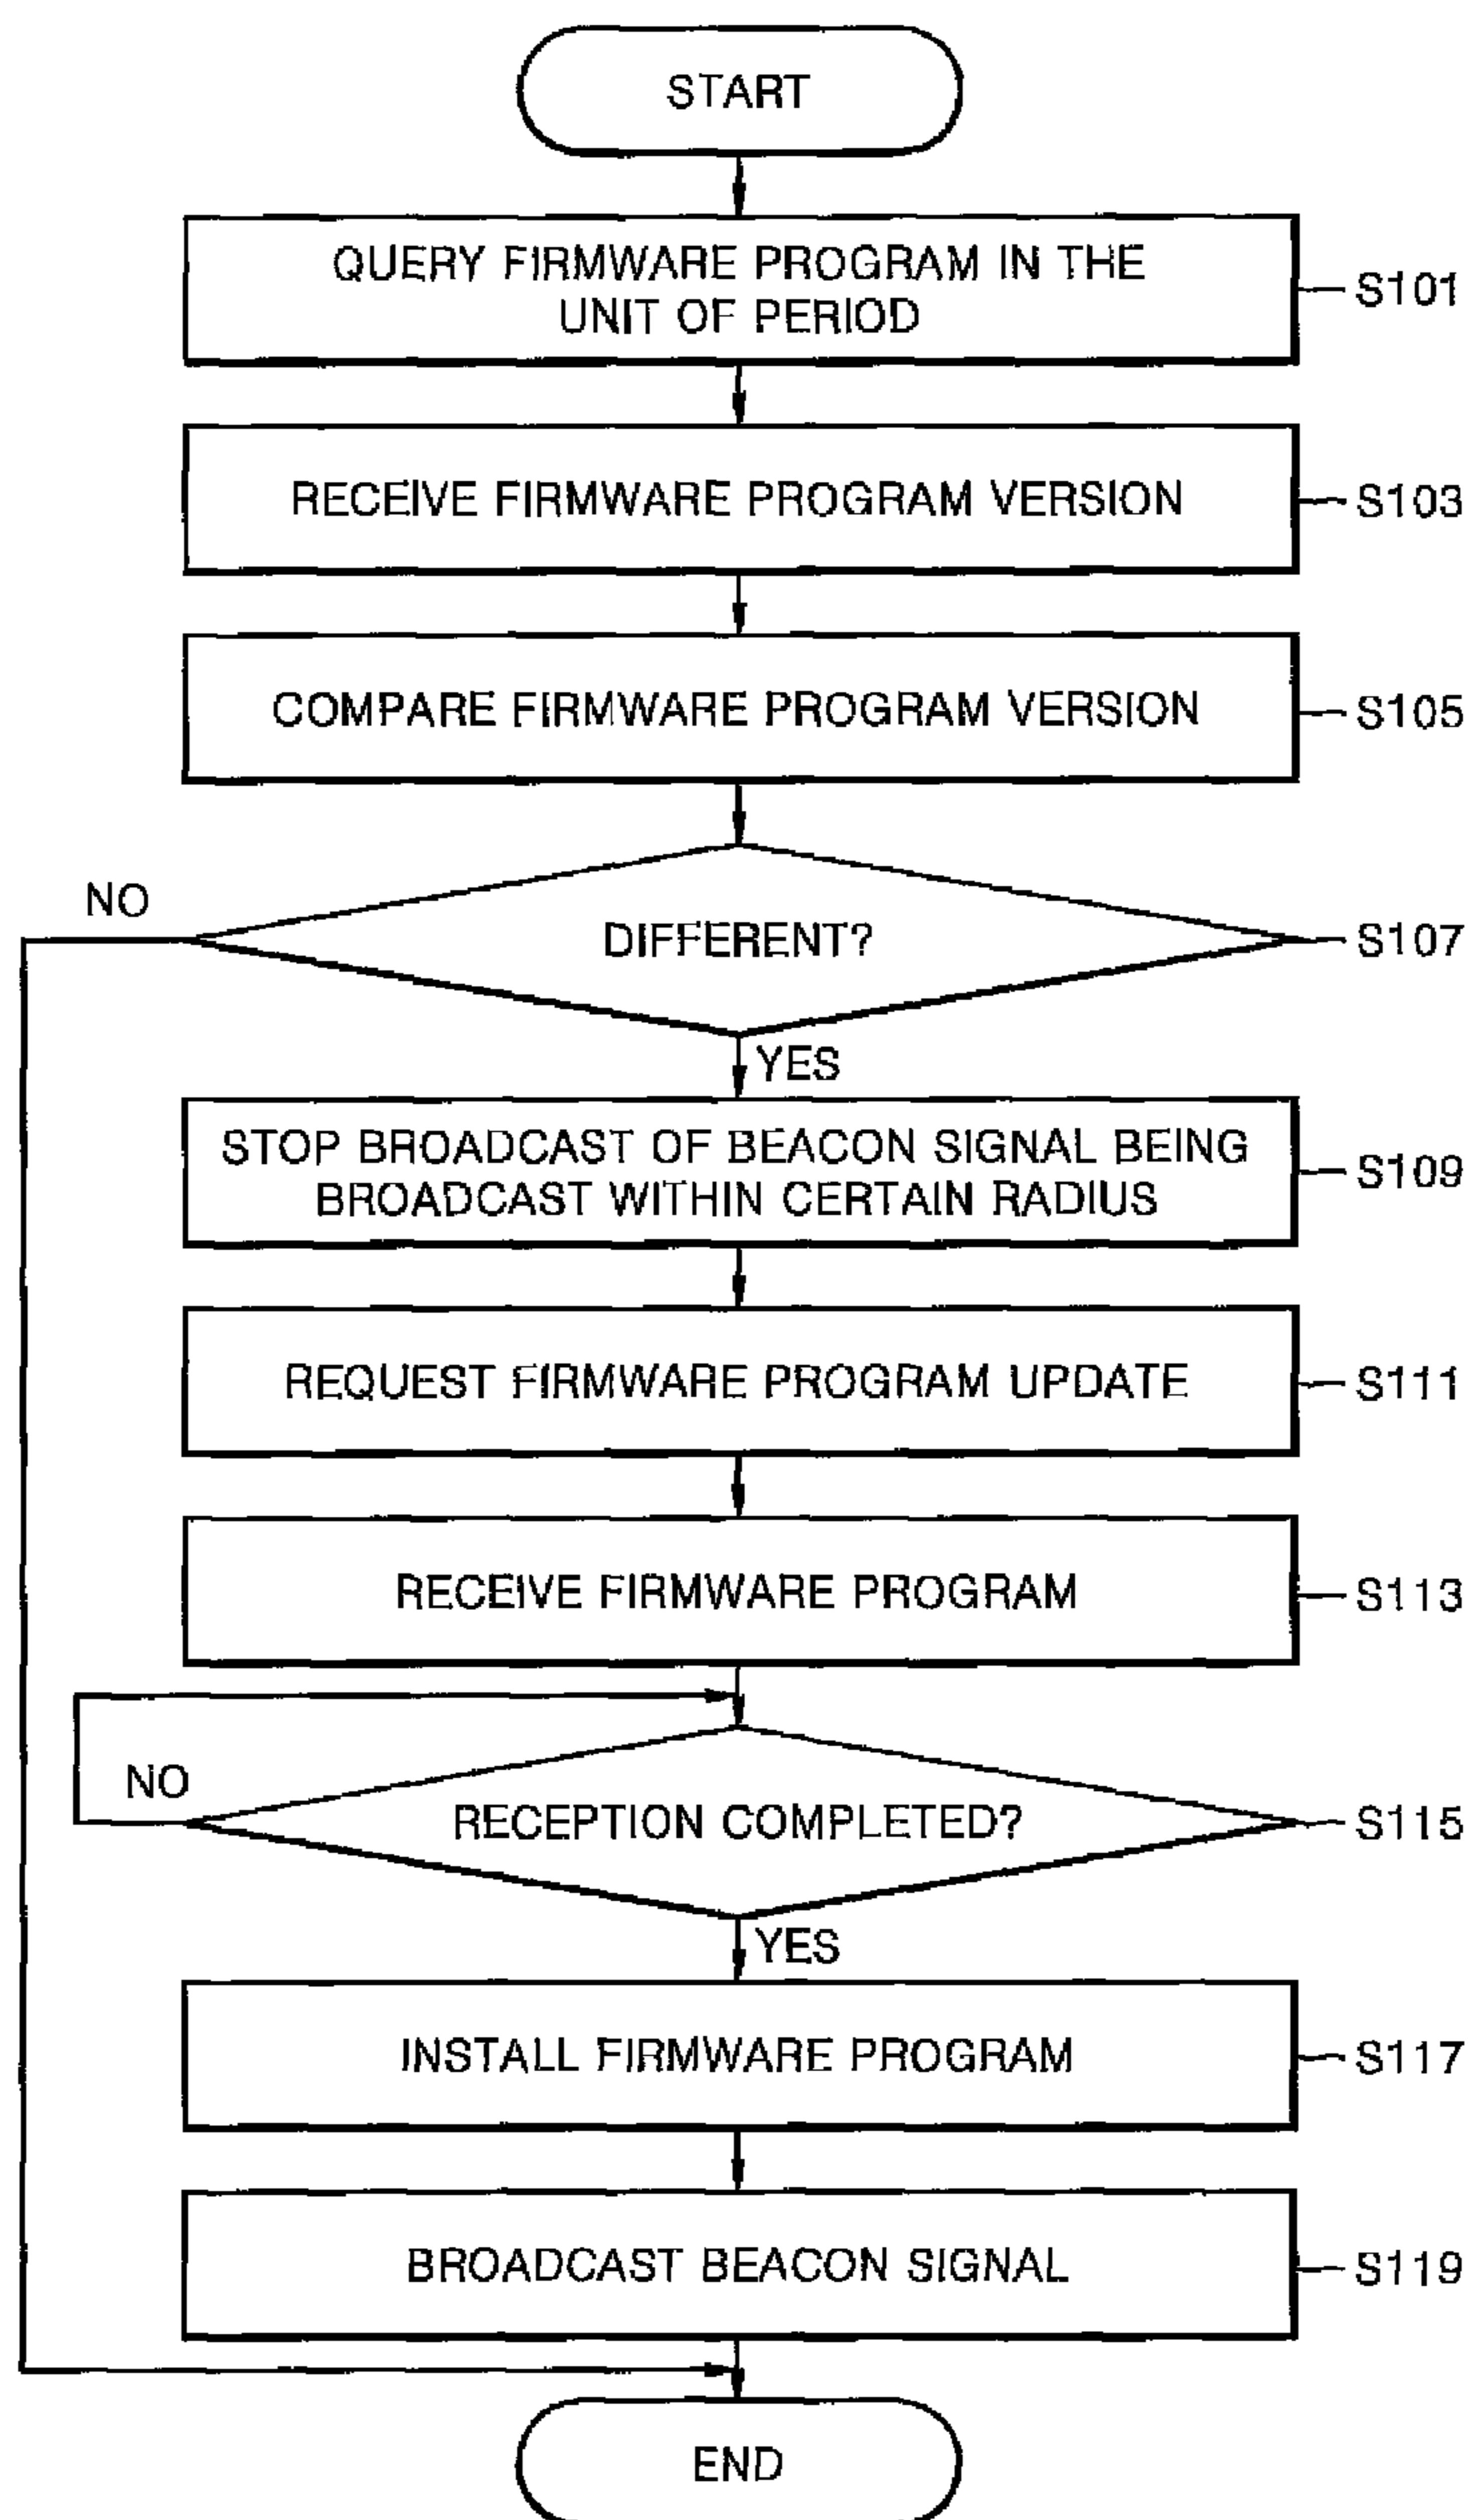 START
QUERY FIRMWARE PROGRAM IN THE
UNIT OF PERIOD
S101
RECEIVE FIRMWARE PROGRAM VERSION
S103
COMPARE FIRMWARE PROGRAM VERSION
S105
NO
DIFFERENT?
S107
YES
STOP BROADCAST OF BEACON SIGNAL BEING
BROADCAST WITHIN CERTAIN RADIUS
S109
REQUEST FIRMWARE PROGRAM UPDATE
S111
RECEIVE FIRMWARE PROGRAM
S113
NO
RECEPTION COMPLETED?
S115
YES
INSTALL FIRMWARE PROGRAM
S117
BROADCAST BEACON SIGNAL
S119
END